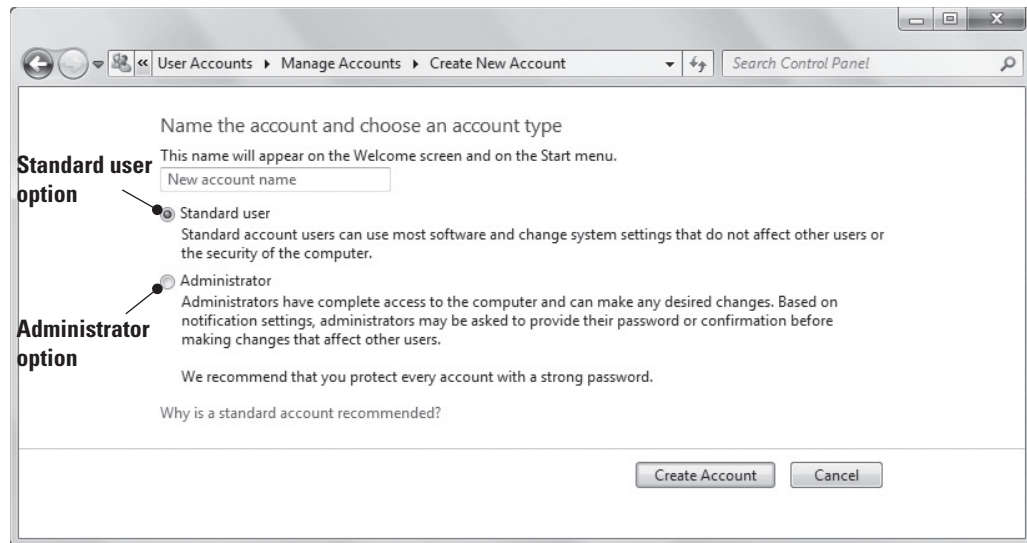 « User Accounts ▸ Manage Accounts ▸ Create New Account
Search Control Panel
Name the account and choose an account type
This name will appear on the Welcome screen and on the Start menu.
Standard user
option
New account name
Standard user
Standard account users can use most software and change system settings that do not affect other users or
the security of the computer.
Administrator
Administrators have complete access to the computer and can make any desired changes. Based on
notification settings, administrators may be asked to provide their password or confirmation before
making changes that affect other users.
Administrator
option
We recommend that you protect every account with a strong password.
Why is a standard account recommended?
Create Account
Cancel